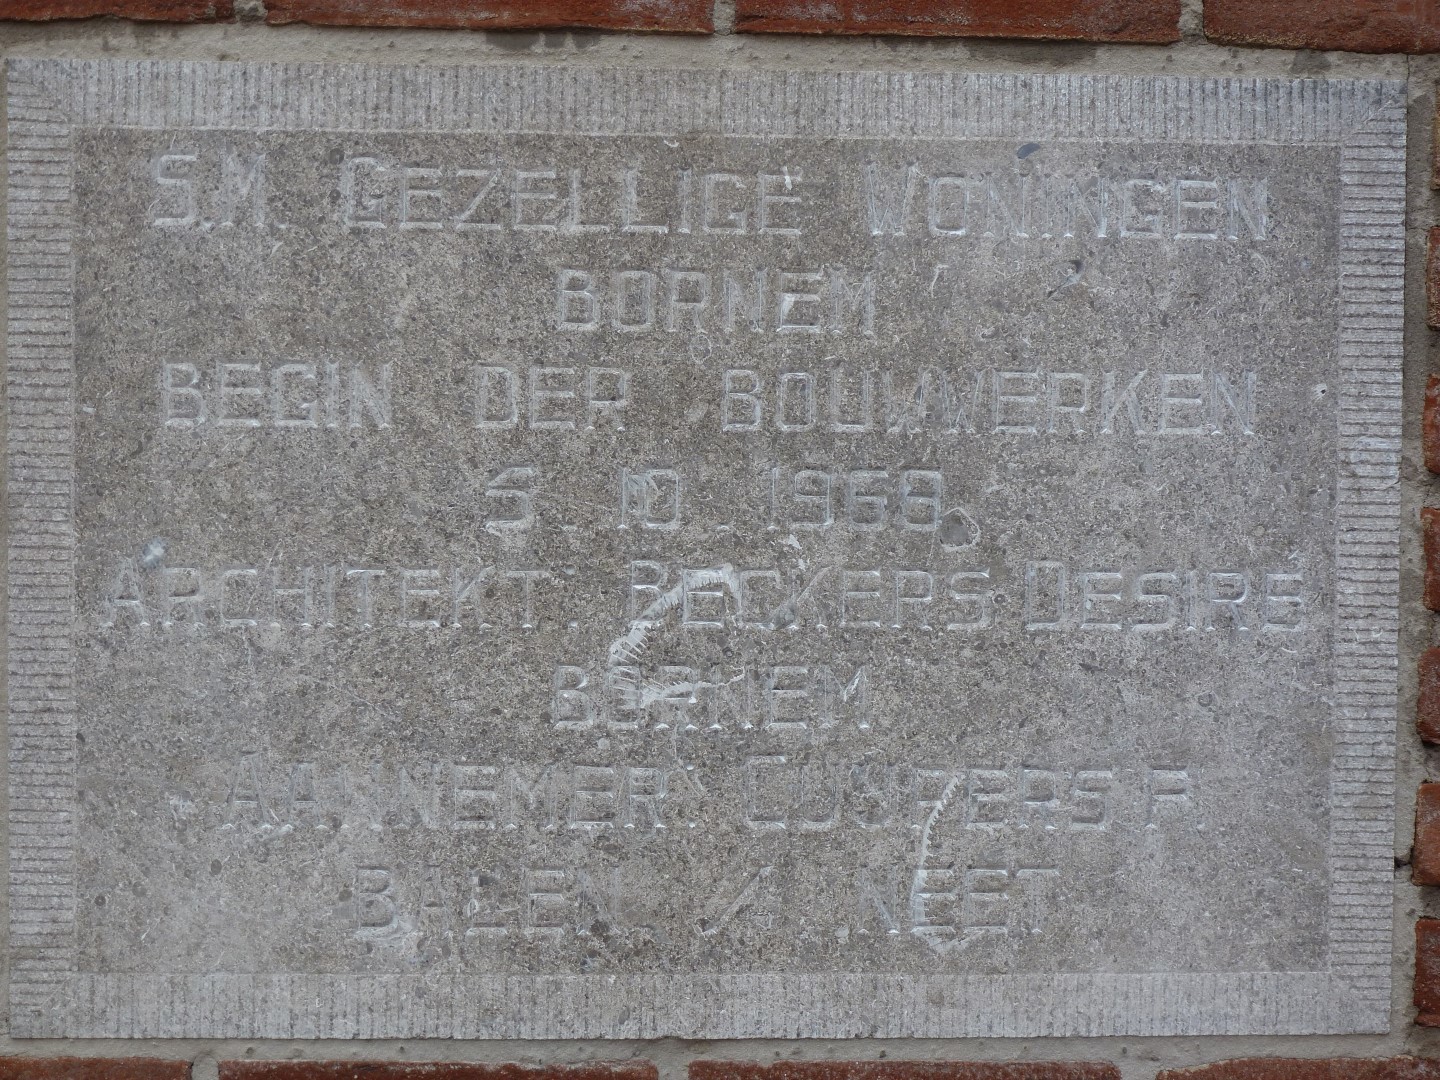 S.M. GEZELLIGE WONINGEN
BORNEM
BEGIN DER BOUWWERKEN
5. 10. 1968
ARCHITEKT: BECKERS DESIRE
BORNEM
AANNEMER: CUSTERS P.
BALEN / NEET